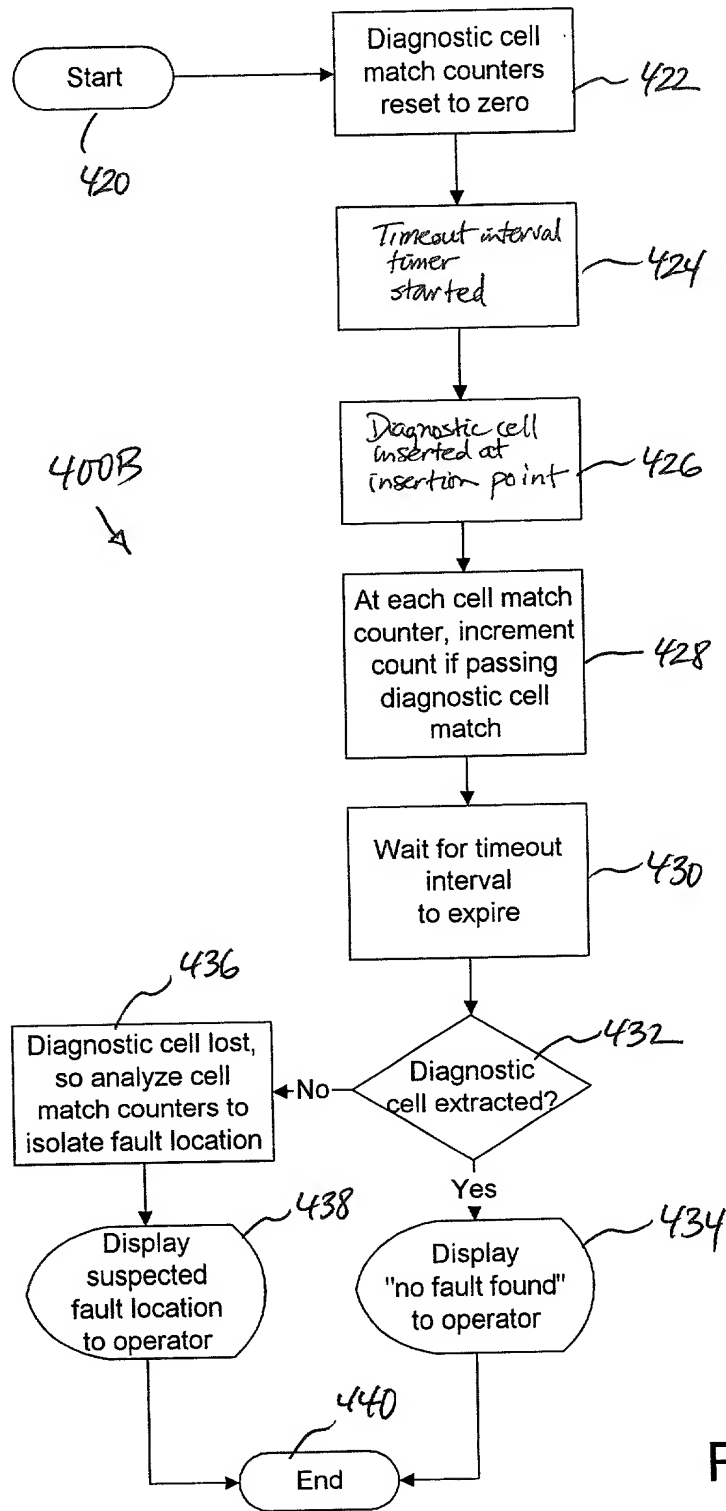 Start
420
Diagnostic cell
match counters
reset to zero
422
Timeout interval
timer
started
424
400B
Diagnostic cell
inserted at
insertion point
426
At each cell match
counter, increment
count if passing
diagnostic cell
match
428
Wait for timeout
interval
to expire
430
436
Diagnostic cell lost,
so analyze cell
match counters to
isolate fault location
No
Diagnostic
cell extracted?
432
Yes
438
Display
suspected
fault location
to operator
Display
"no fault found"
to operator
434
440
End
F